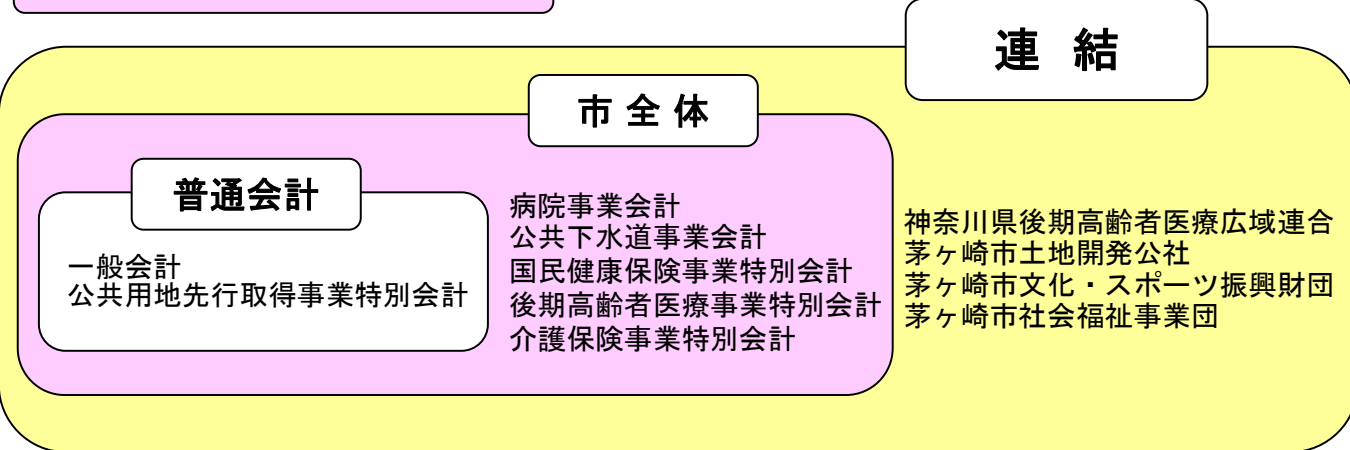 連 結
市 全 体
普通会計
一般会計
公共用地先行取得事業特別会計
病院事業会計
公共下水道事業会計
国民健康保険事業特別会計
後期高齢者医療事業特別会計
介護保険事業特別会計
神奈川県後期高齢者医療広域連合
茅ヶ崎市土地開発公社
茅ヶ崎市文化・スポーツ振興財団
茅ヶ崎市社会福祉事業団